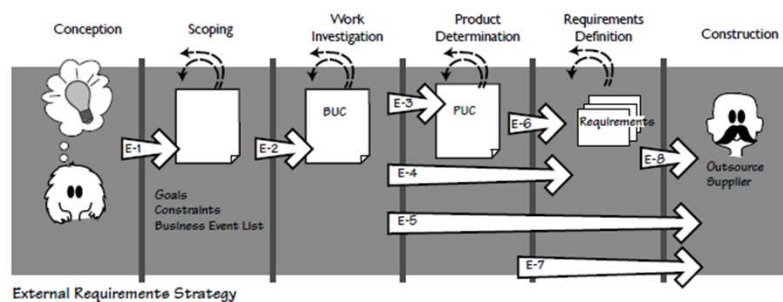 Conception
Scoping
Work
Investigation
Product
Determination
Requirements
Definition
Construction
E-1
E-2
BUC
E-3
PUC
E-6
Requirements
E-8
E-4
Outsource
Supplier
Goals
Constraints
Business Event List
E-5
E-7
External Requirements Strategy